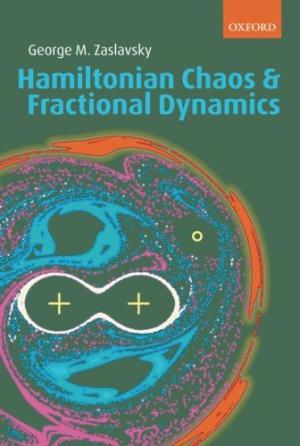 OXFORD
George M. Zaslavsky
Hamiltonian Chaos &
Fractional Dynamics